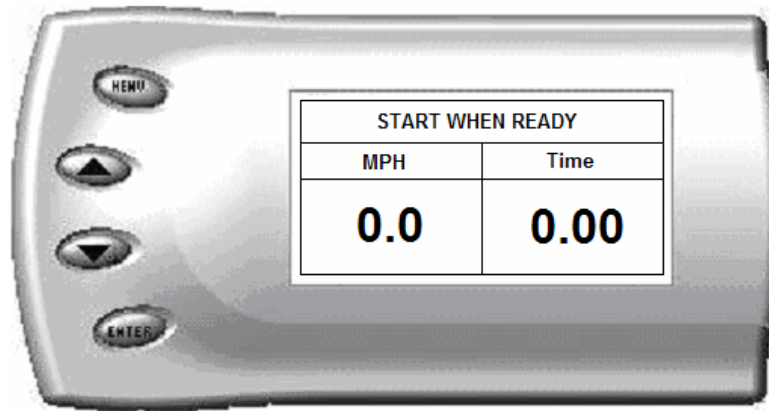 MENU
START WHEN READY
MPH Time
0.0 0.00
ENTER